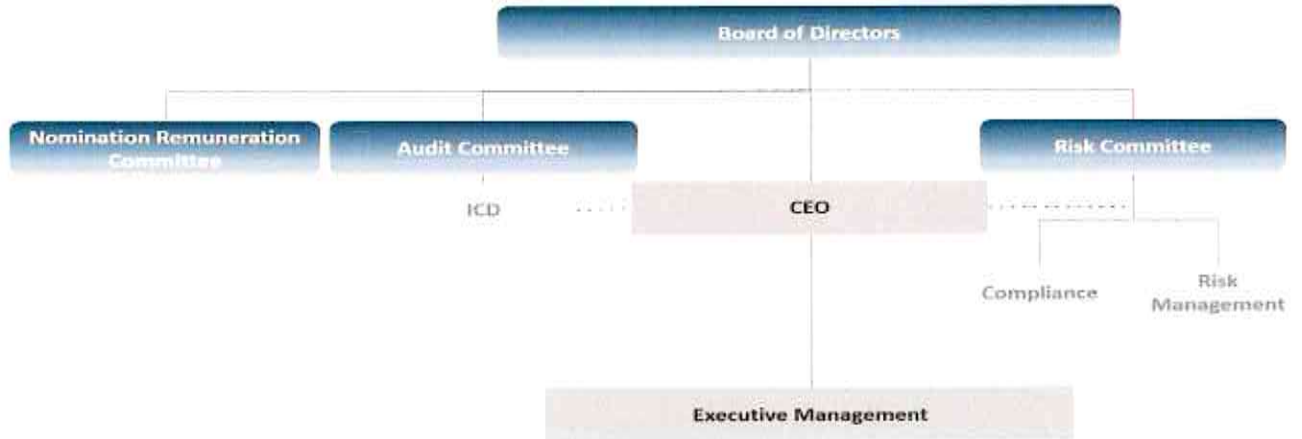 Board of Directors
Nomination Remuneration
Committee
Audit Committee
Risk Committee
ICD
CEO
Compliance
Risk
Management
Executive Management